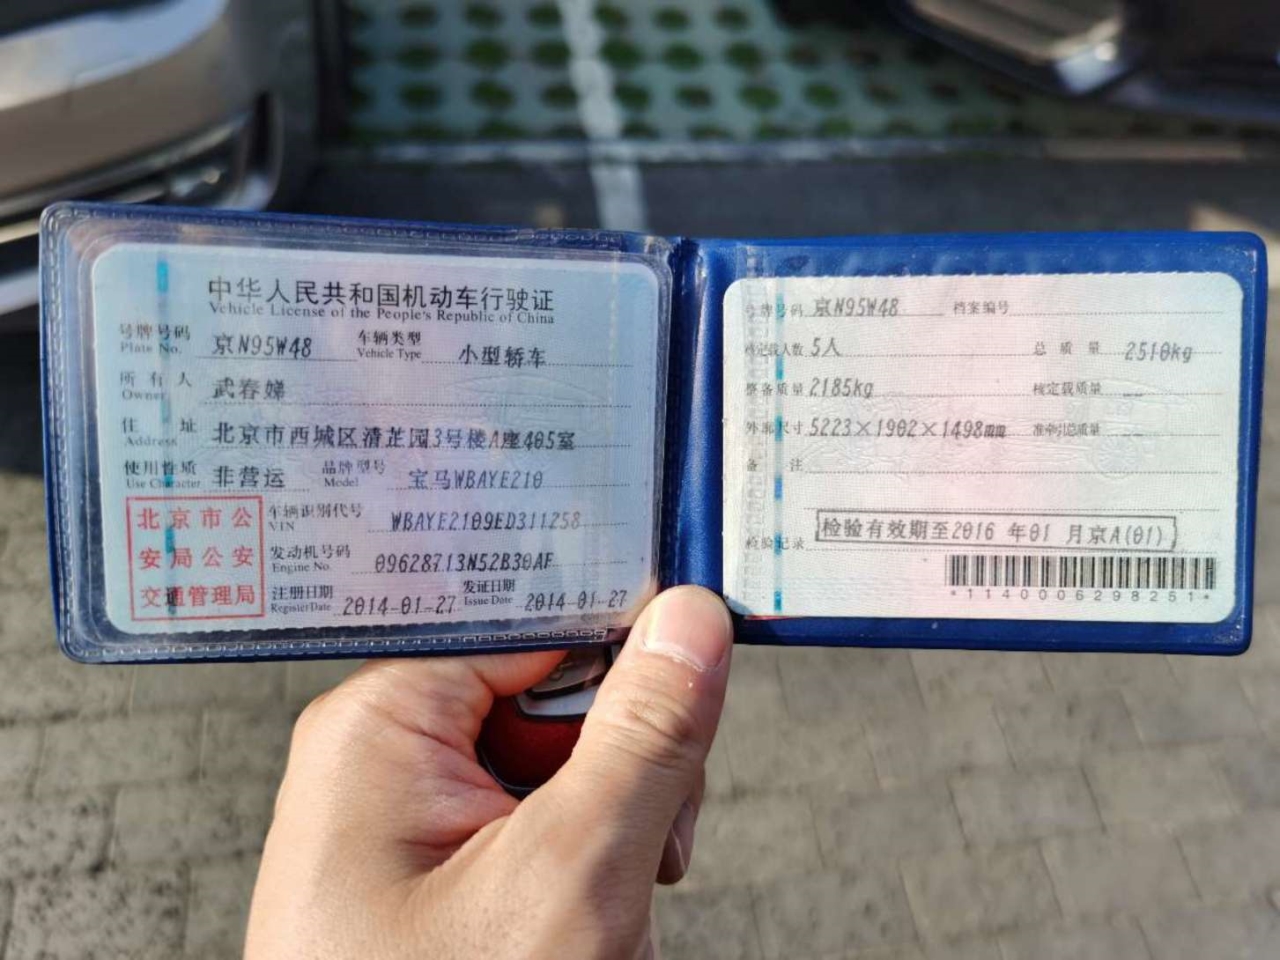 中华人民共和国机动车行驶证
Vehicle License of the People's Republic of China
号牌号码 京N95W48 车辆类型 小型轿车
Plate No. Vehicle Type
所有人 武春娣
Owner
住址 北京市西城区清芷园3号楼A座405室
Address
使用性质 非营运 品牌型号 宝马WBAYE210
Use Character Model
北京市公
安局公安
交通管理局
车辆识别代号 WBAYE2109ED311258
VIN
发动机号码 09628713N52B30AF
Engine No.
注册日期 2014-01-27 发证日期 2014-01-27
Register Date Issue Date
号牌号码 京N95W48 档案编号
核定载人数 5人 总质量 2510kg
整备质量 2185kg 核定载质量
外廓尺寸 5223×1902×1498mm 准牵引总质量
备注
检验记录 检验有效期至2016年01月京A(01)
*1140006298251*